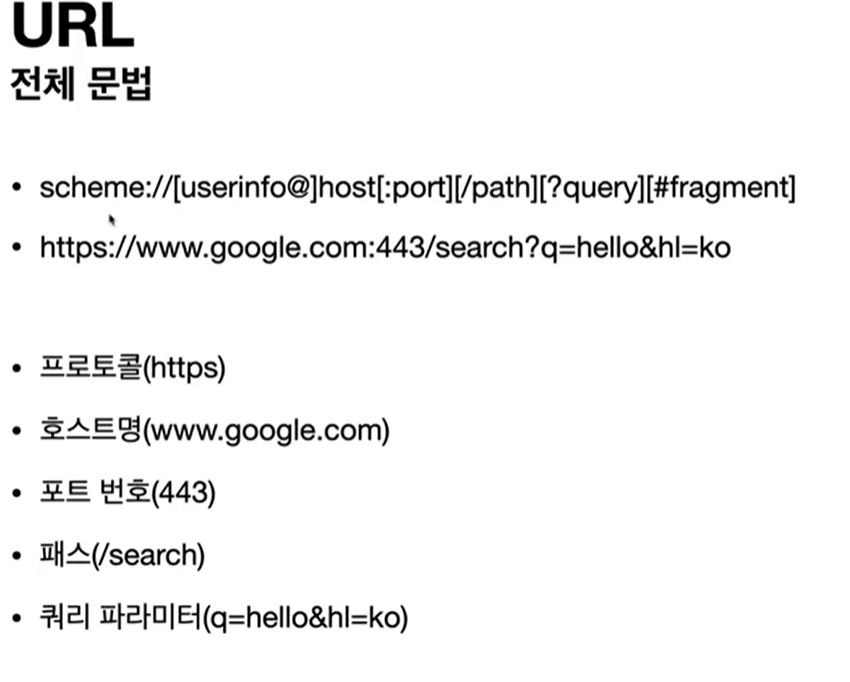 URL
전체 문법
• scheme://[userinfo@]host[:port][/path][?query][#fragment]
• https://www.google.com:443/search?q=hello&hl=ko
• 프로토콜(https)
• 호스트명(www.google.com)
• 포트 번호(443)
• 패스(/search)
• 쿼리 파라미터(q=hello&hl=ko)